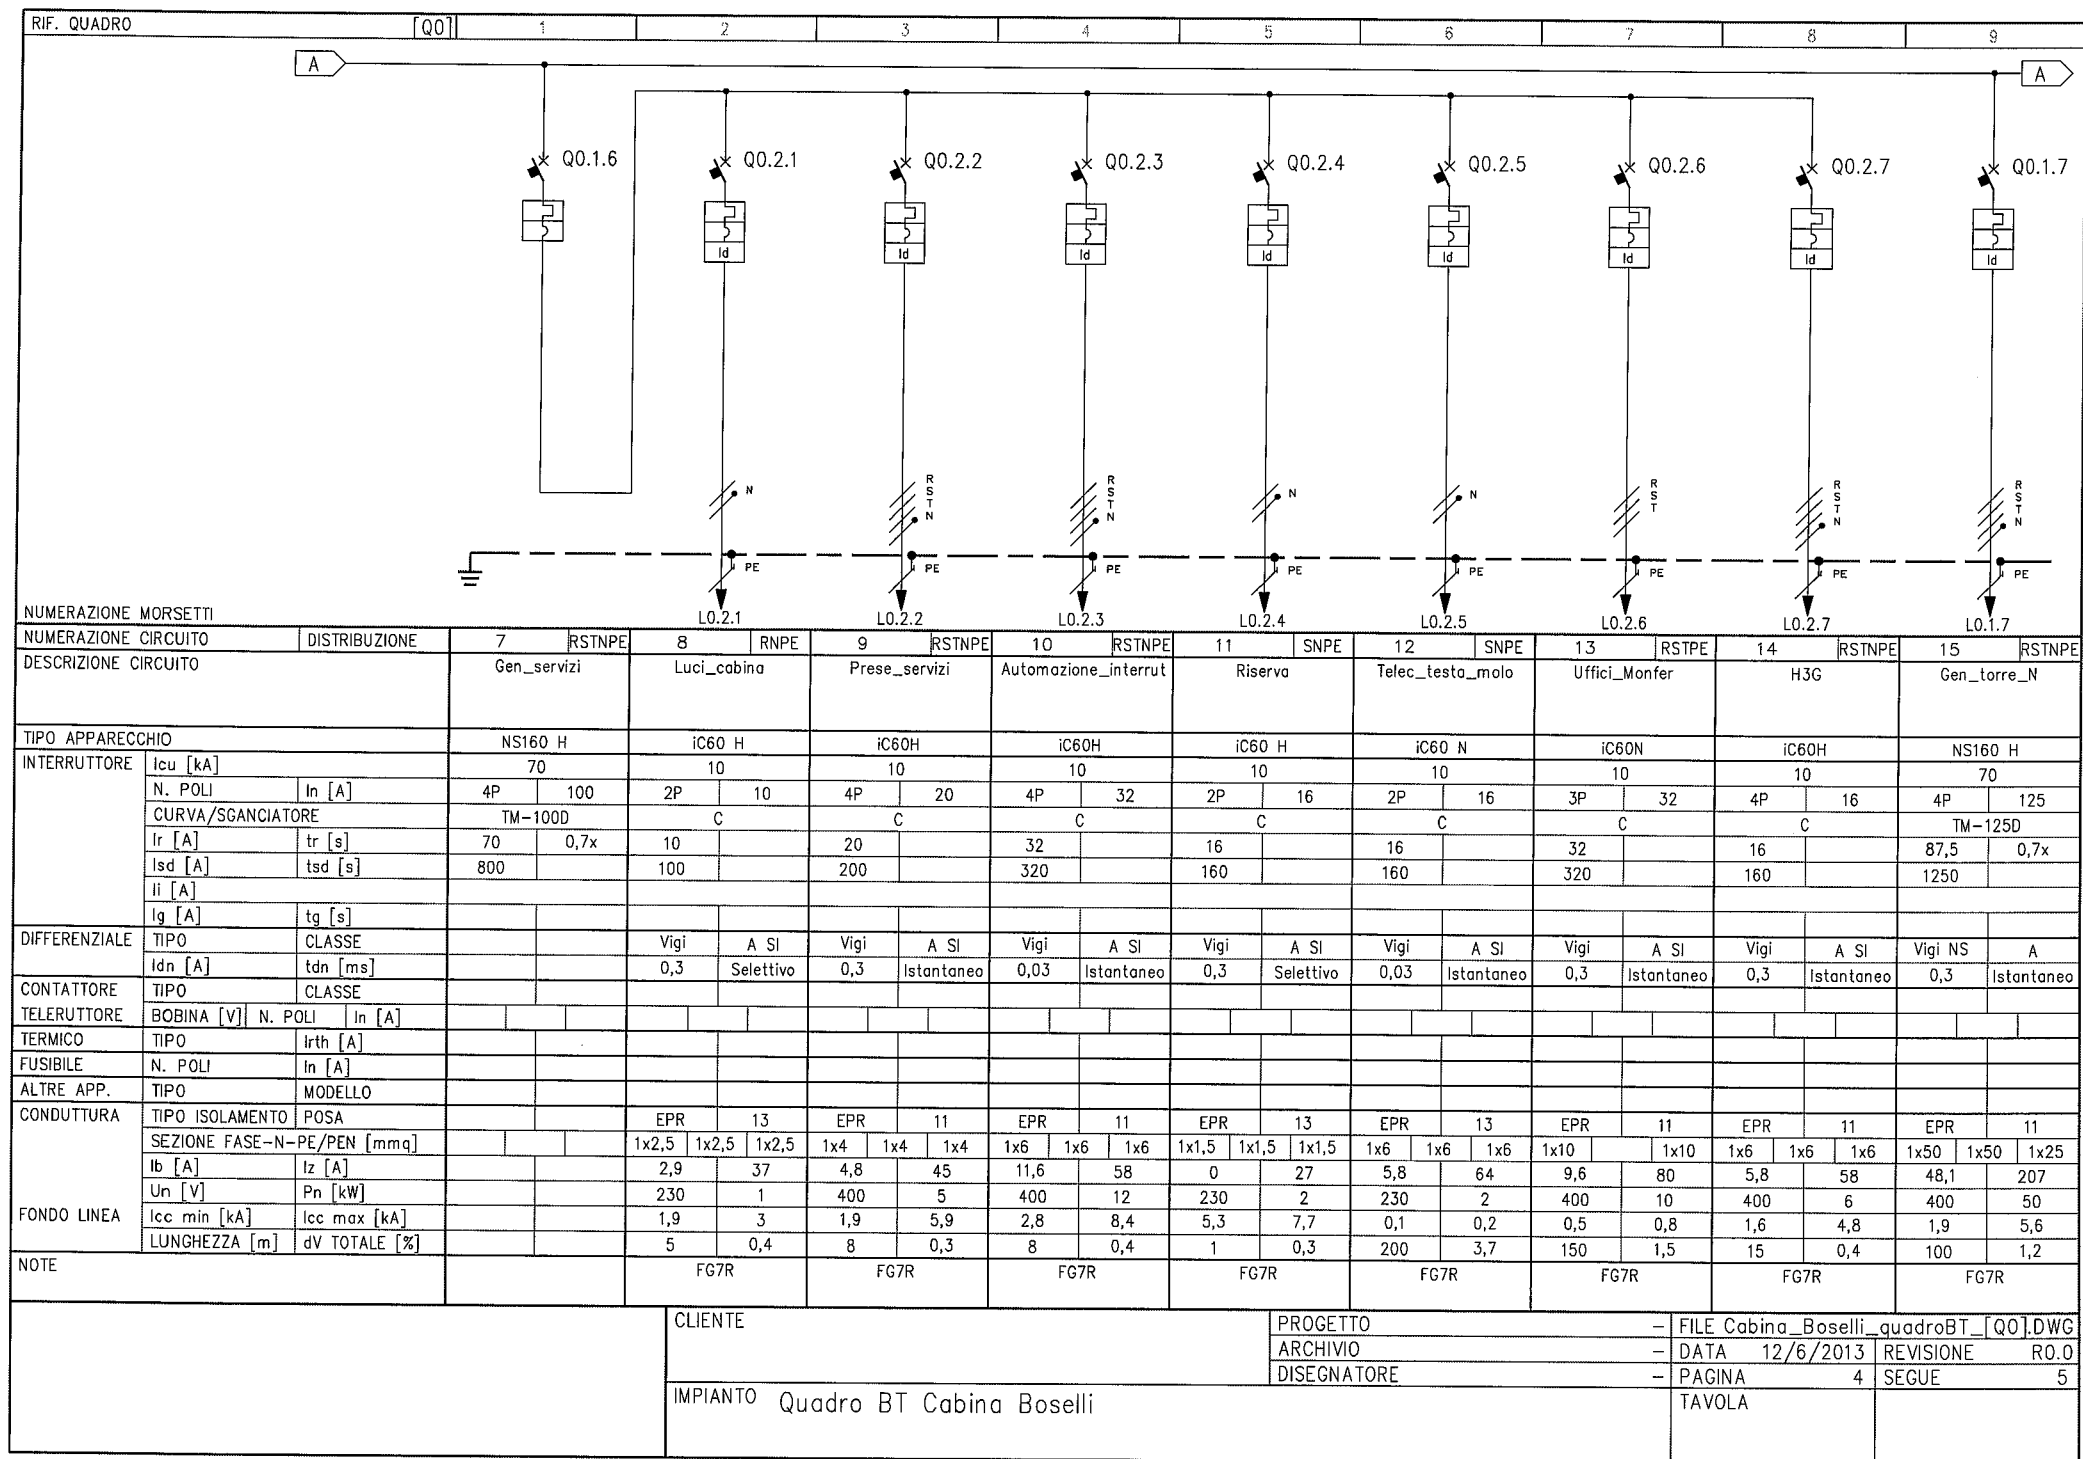 RIF. QUADRO [Q0] 1 2 3 4 5 6 7 8 9
A A
Q0.1.6 Q0.2.1 Q0.2.2 Q0.2.3 Q0.2.4 Q0.2.5 Q0.2.6 Q0.2.7 Q0.1.7
Id Id Id Id Id Id Id Id
N RSTN RSTN N N RST RSTN RSTN
PE PE PE PE PE PE PE PE
NUMERAZIONE MORSETTI L0.2.1 L0.2.2 L0.2.3 L0.2.4 L0.2.5 L0.2.6 L0.2.7 L0.1.7
NUMERAZIONE CIRCUITO DISTRIBUZIONE 7 RSTNPE 8 RNPE 9 RSTNPE 10 RSTNPE 11 SNPE 12 SNPE 13 RSTPE 14 RSTNPE 15 RSTNPE
DESCRIZIONE CIRCUITO Gen_servizi Luci_cabina Prese_servizi Automazione_interrut Riserva Telec_testa_molo Uffici_Monfer H3G Gen_torre_N
TIPO APPARECCHIO NS160 H iC60 H iC60H iC60H iC60 H iC60 N iC60N iC60H NS160 H
INTERRUTTORE Icu [kA] 70 10 10 10 10 10 10 10 70
N. POLI In [A] 4P 100 2P 10 4P 20 4P 32 2P 16 2P 16 3P 32 4P 16 4P 125
CURVA/SGANCIATORE TM-100D C C C C C C C TM-125D
Ir [A] tr [s] 70 0,7x 10 20 32 16 16 32 16 87,5 0,7x
Isd [A] tsd [s] 800 100 200 320 160 160 320 160 1250
Ii [A]
Ig [A] tg [s]
DIFFERENZIALE TIPO CLASSE Vigi A SI Vigi A SI Vigi A SI Vigi A SI Vigi A SI Vigi A SI Vigi A SI Vigi NS A
Idn [A] tdn [ms] 0,3 Selettivo 0,3 Istantaneo 0,03 Istantaneo 0,3 Selettivo 0,03 Istantaneo 0,3 Istantaneo 0,3 Istantaneo 0,3 Istantaneo
CONTATTORE TIPO CLASSE
TELERUTTORE BOBINA [V] N. POLI In [A]
TERMICO TIPO Irth [A]
FUSIBILE N. POLI In [A]
ALTRE APP. TIPO MODELLO
CONDUTTURA TIPO ISOLAMENTO POSA EPR 13 EPR 11 EPR 11 EPR 13 EPR 13 EPR 11 EPR 11 EPR 11
SEZIONE FASE-N-PE/PEN [mmq] 1x2,5 1x2,5 1x2,5 1x4 1x4 1x4 1x6 1x6 1x6 1x1,5 1x1,5 1x1,5 1x6 1x6 1x6 1x10 1x10 1x6 1x6 1x6 1x50 1x50 1x25
Ib [A] Iz [A] 2,9 37 4,8 45 11,6 58 0 27 5,8 64 9,6 80 5,8 58 48,1 207
Un [V] Pn [kW] 230 1 400 5 400 12 230 2 230 2 400 10 400 6 400 50
FONDO LINEA Icc min [kA] Icc max [kA] 1,9 3 1,9 5,9 2,8 8,4 5,3 7,7 0,1 0,2 0,5 0,8 1,6 4,8 1,9 5,6
LUNGHEZZA [m] dV TOTALE [%] 5 0,4 8 0,3 8 0,4 1 0,3 200 3,7 150 1,5 15 0,4 100 1,2
NOTE FG7R FG7R FG7R FG7R FG7R FG7R FG7R FG7R
CLIENTE PROGETTO - FILE Cabina_Boselli_quadroBT_[Q0].DWG
ARCHIVIO - DATA 12/6/2013 REVISIONE R0.0
DISEGNATORE - PAGINA 4 SEGUE 5
IMPIANTO Quadro BT Cabina Boselli TAVOLA